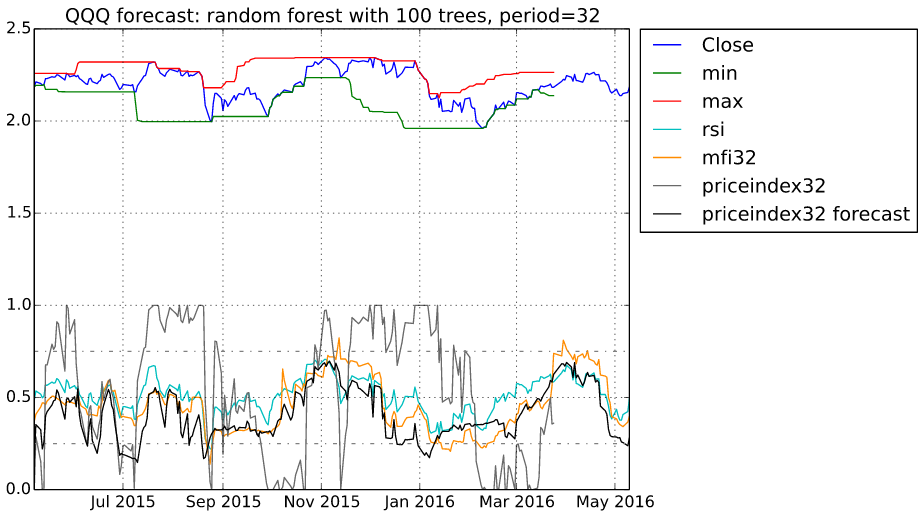 QQQ forecast: random forest with 100 trees, period=32
2.5
2.0
1.5
1.0
0.5
0.0
Jul 2015 Sep 2015 Nov 2015 Jan 2016 Mar 2016 May 2016
Close
min
max
rsi
mfi32
priceindex32
priceindex32 forecast